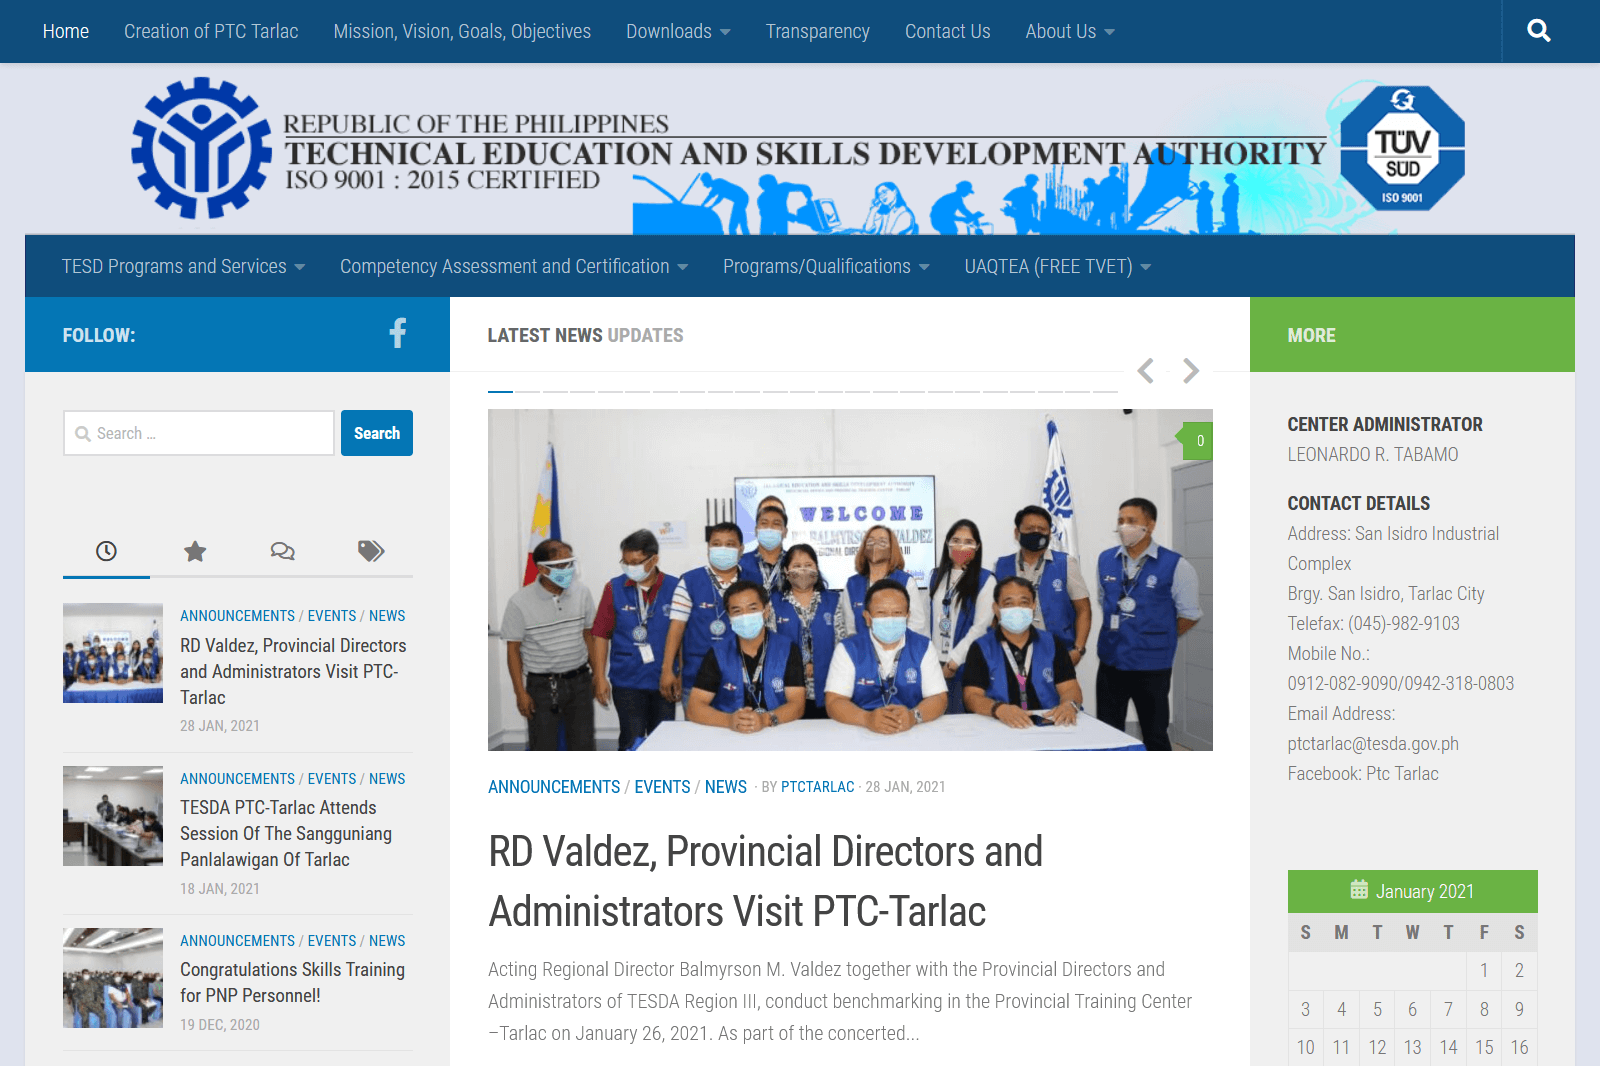 Home Creation of PTC Tarlac Mission, Vision, Goals, Objectives Downloads Transparency Contact Us About Us
REPUBLIC OF THE PHILIPPINES
TECHNICAL EDUCATION AND SKILLS DEVELOPMENT AUTHORITY
ISO 9001 : 2015 CERTIFIED
TÜV
SÜD
ISO 9001
TESD Programs and Services Competency Assessment and Certification Programs/Qualifications UAQTEA (FREE TVET)
FOLLOW:
Search ... Search
ANNOUNCEMENTS / EVENTS / NEWS
RD Valdez, Provincial Directors
and Administrators Visit PTC-
Tarlac
28 JAN, 2021
ANNOUNCEMENTS / EVENTS / NEWS
TESDA PTC-Tarlac Attends
Session Of The Sangguniang
Panlalawigan Of Tarlac
18 JAN, 2021
ANNOUNCEMENTS / EVENTS / NEWS
Congratulations Skills Training
for PNP Personnel!
19 DEC, 2020
LATEST NEWS UPDATES
0
TECHNICAL EDUCATION AND SKILLS DEVELOPMENT AUTHORITY
WELCOME
ANNOUNCEMENTS / EVENTS / NEWS · BY PTCTARLAC · 28 JAN, 2021
RD Valdez, Provincial Directors and
Administrators Visit PTC-Tarlac
Acting Regional Director Balmyrson M. Valdez together with the Provincial Directors and
Administrators of TESDA Region III, conduct benchmarking in the Provincial Training Center
–Tarlac on January 26, 2021. As part of the concerted...
MORE
CENTER ADMINISTRATOR
LEONARDO R. TABAMO
CONTACT DETAILS
Address: San Isidro Industrial
Complex
Brgy. San Isidro, Tarlac City
Telefax: (045)-982-9103
Mobile No.:
0912-082-9090/0942-318-0803
Email Address:
ptctarlac@tesda.gov.ph
Facebook: Ptc Tarlac
January 2021
S M T W T F S
1 2
3 4 5 6 7 8 9
10 11 12 13 14 15 16